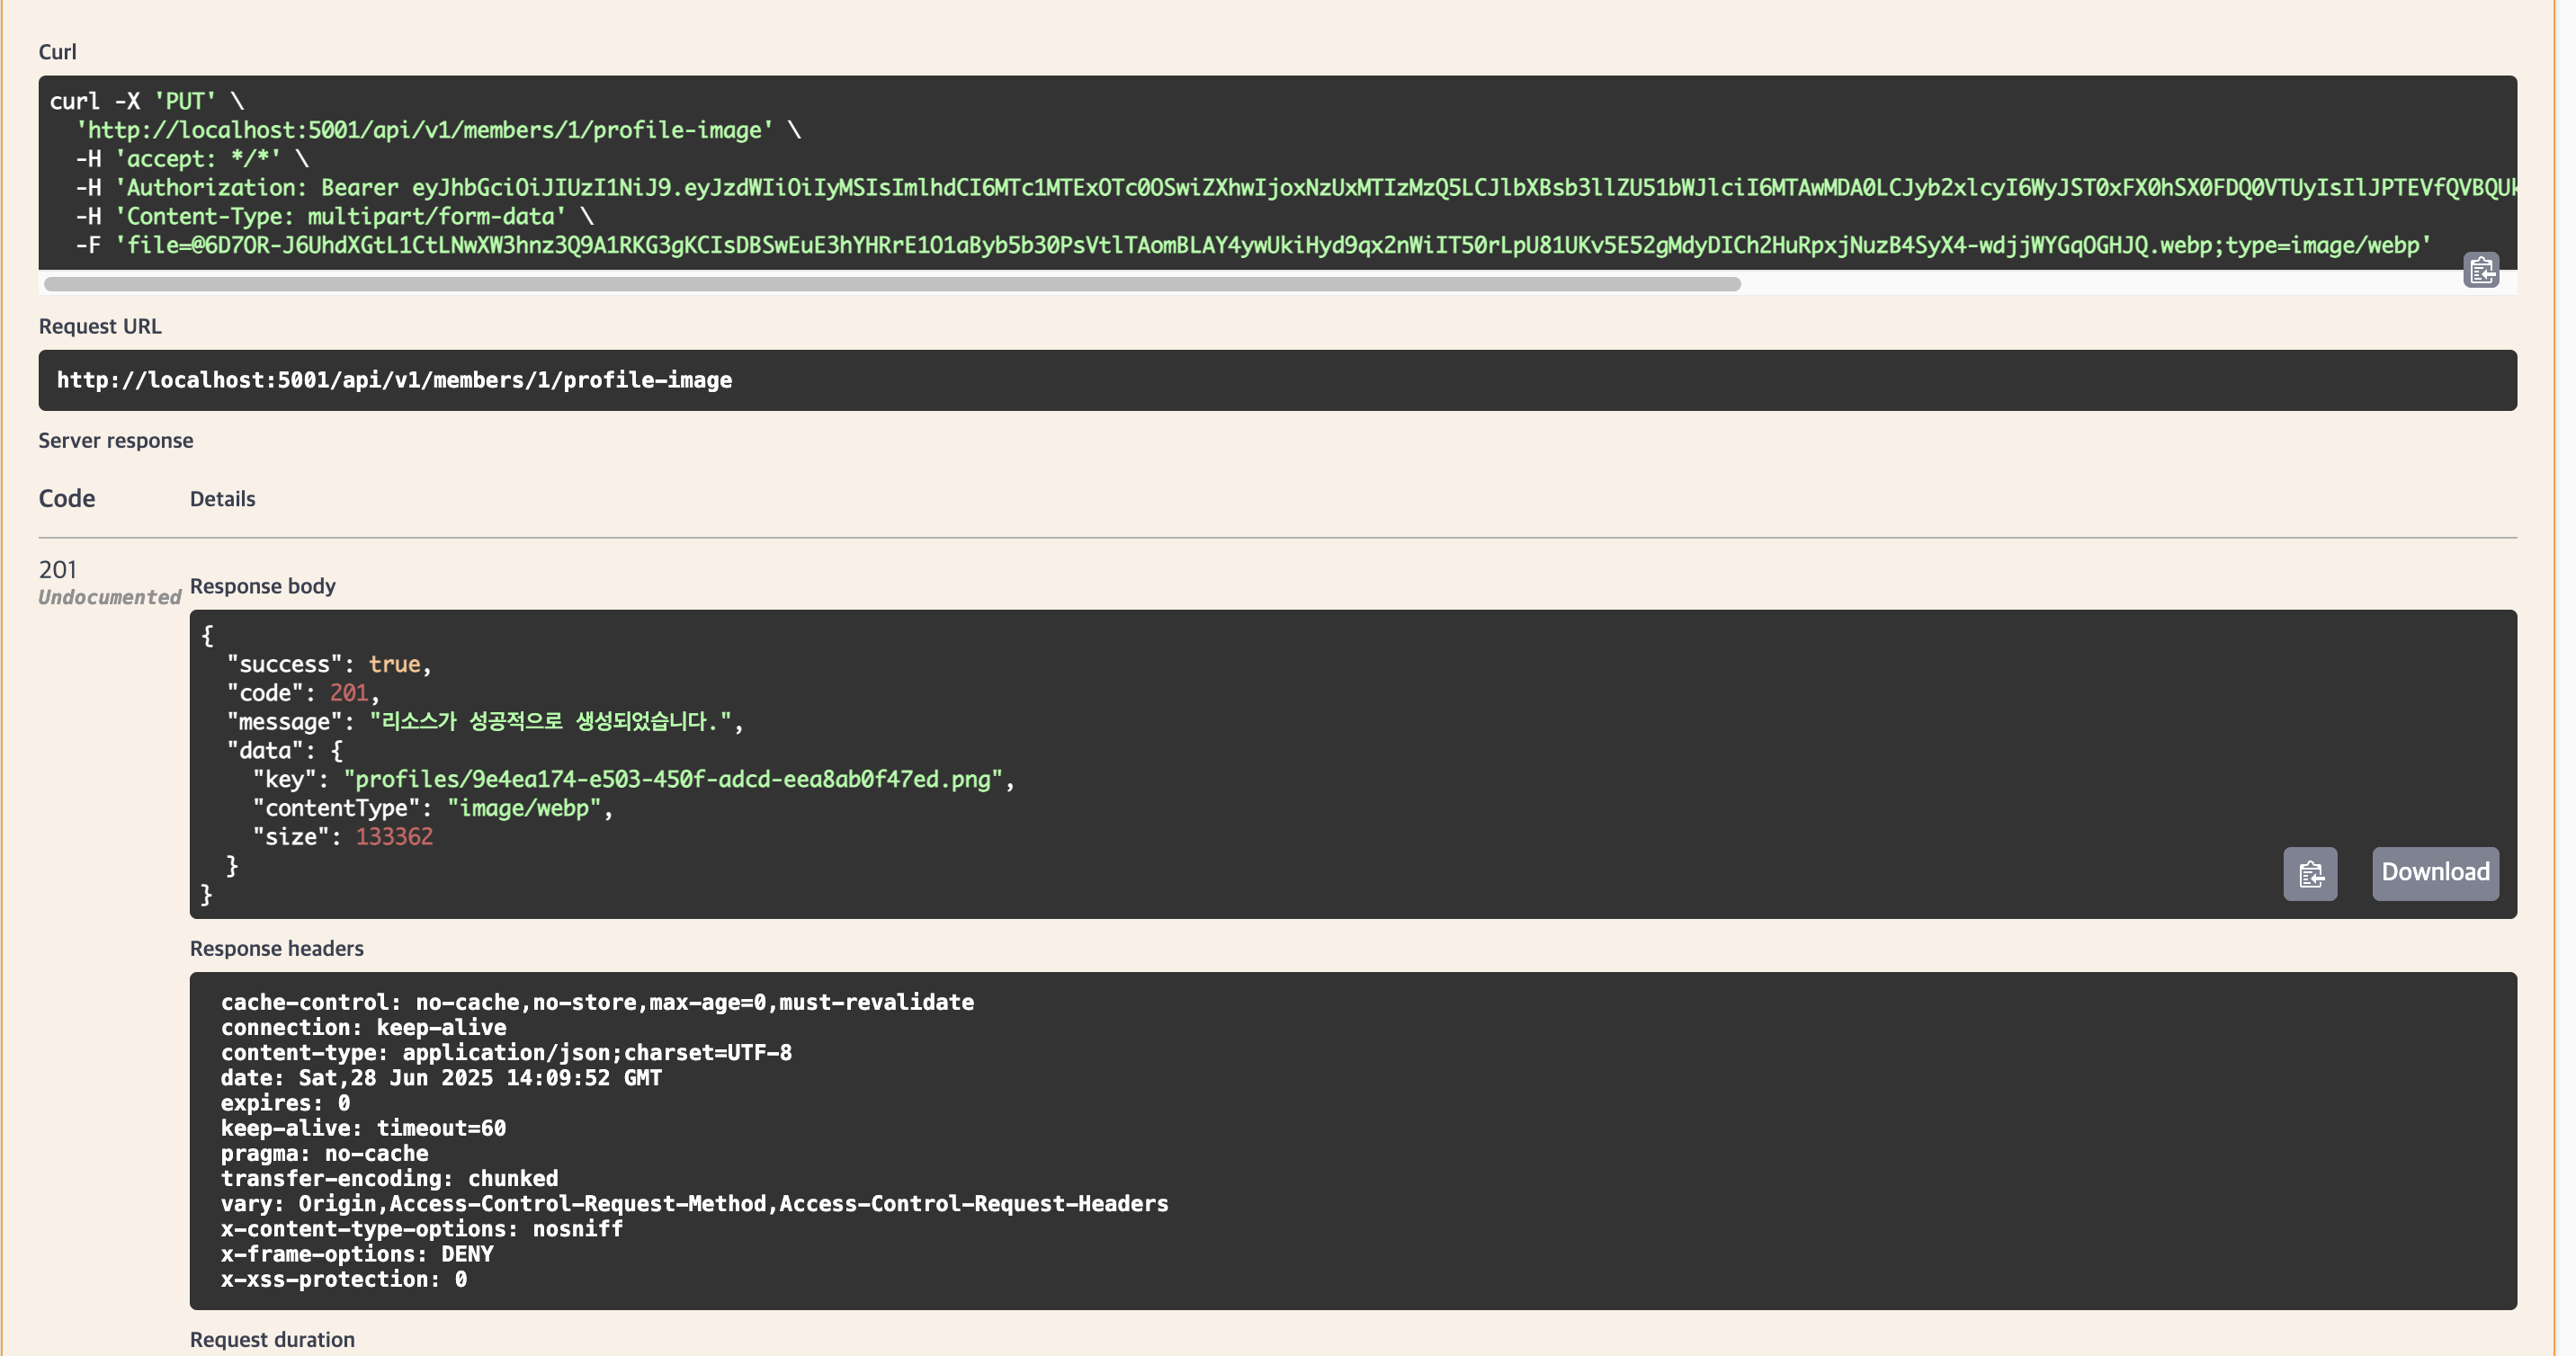 Curl
curl -X 'PUT' \
'http://localhost:5001/api/v1/members/1/profile-image' \
-H 'accept: */*' \
-H 'Authorization: Bearer eyJhbGciOiJIUzI1NiJ9.eyJzdWIiOiIyMSIsImlhdCI6MTc1MTExOTc0OSwiZXhwIjoxNzUxMTIzMzQ5LCJlbXBsb3llZU51bWJlciI6MTAwMDA0LCJyb2xlcyI6WyJST0xFX0hSX0FDQ0VTUyIsIlJPTEVfQVBQUk
-H 'Content-Type: multipart/form-data' \
-F 'file=@6D7OR-J6UhdXGtL1CtLNwXW3hnz3Q9A1RKG3gKCIsDBSwEuE3hYHRrE1O1aByb5b30PsVtlTAomBLAY4ywUkiHyd9qx2nWiIT50rLpU81UKv5E52gMdyDICh2HuRpxjNuzB4SyX4-wdjjWYGqOGHJQ.webp;type=image/webp'
Request URL
http://localhost:5001/api/v1/members/1/profile-image
Server response
Code Details
201
Undocumented
Response body
{
"success": true,
"code": 201,
"message": "리소스가 성공적으로 생성되었습니다.",
"data": {
"key": "profiles/9e4ea174-e503-450f-adcd-eea8ab0f47ed.png",
"contentType": "image/webp",
"size": 133362
}
}
Download
Response headers
cache-control: no-cache,no-store,max-age=0,must-revalidate
connection: keep-alive
content-type: application/json;charset=UTF-8
date: Sat,28 Jun 2025 14:09:52 GMT
expires: 0
keep-alive: timeout=60
pragma: no-cache
transfer-encoding: chunked
vary: Origin,Access-Control-Request-Method,Access-Control-Request-Headers
x-content-type-options: nosniff
x-frame-options: DENY
x-xss-protection: 0
Request duration